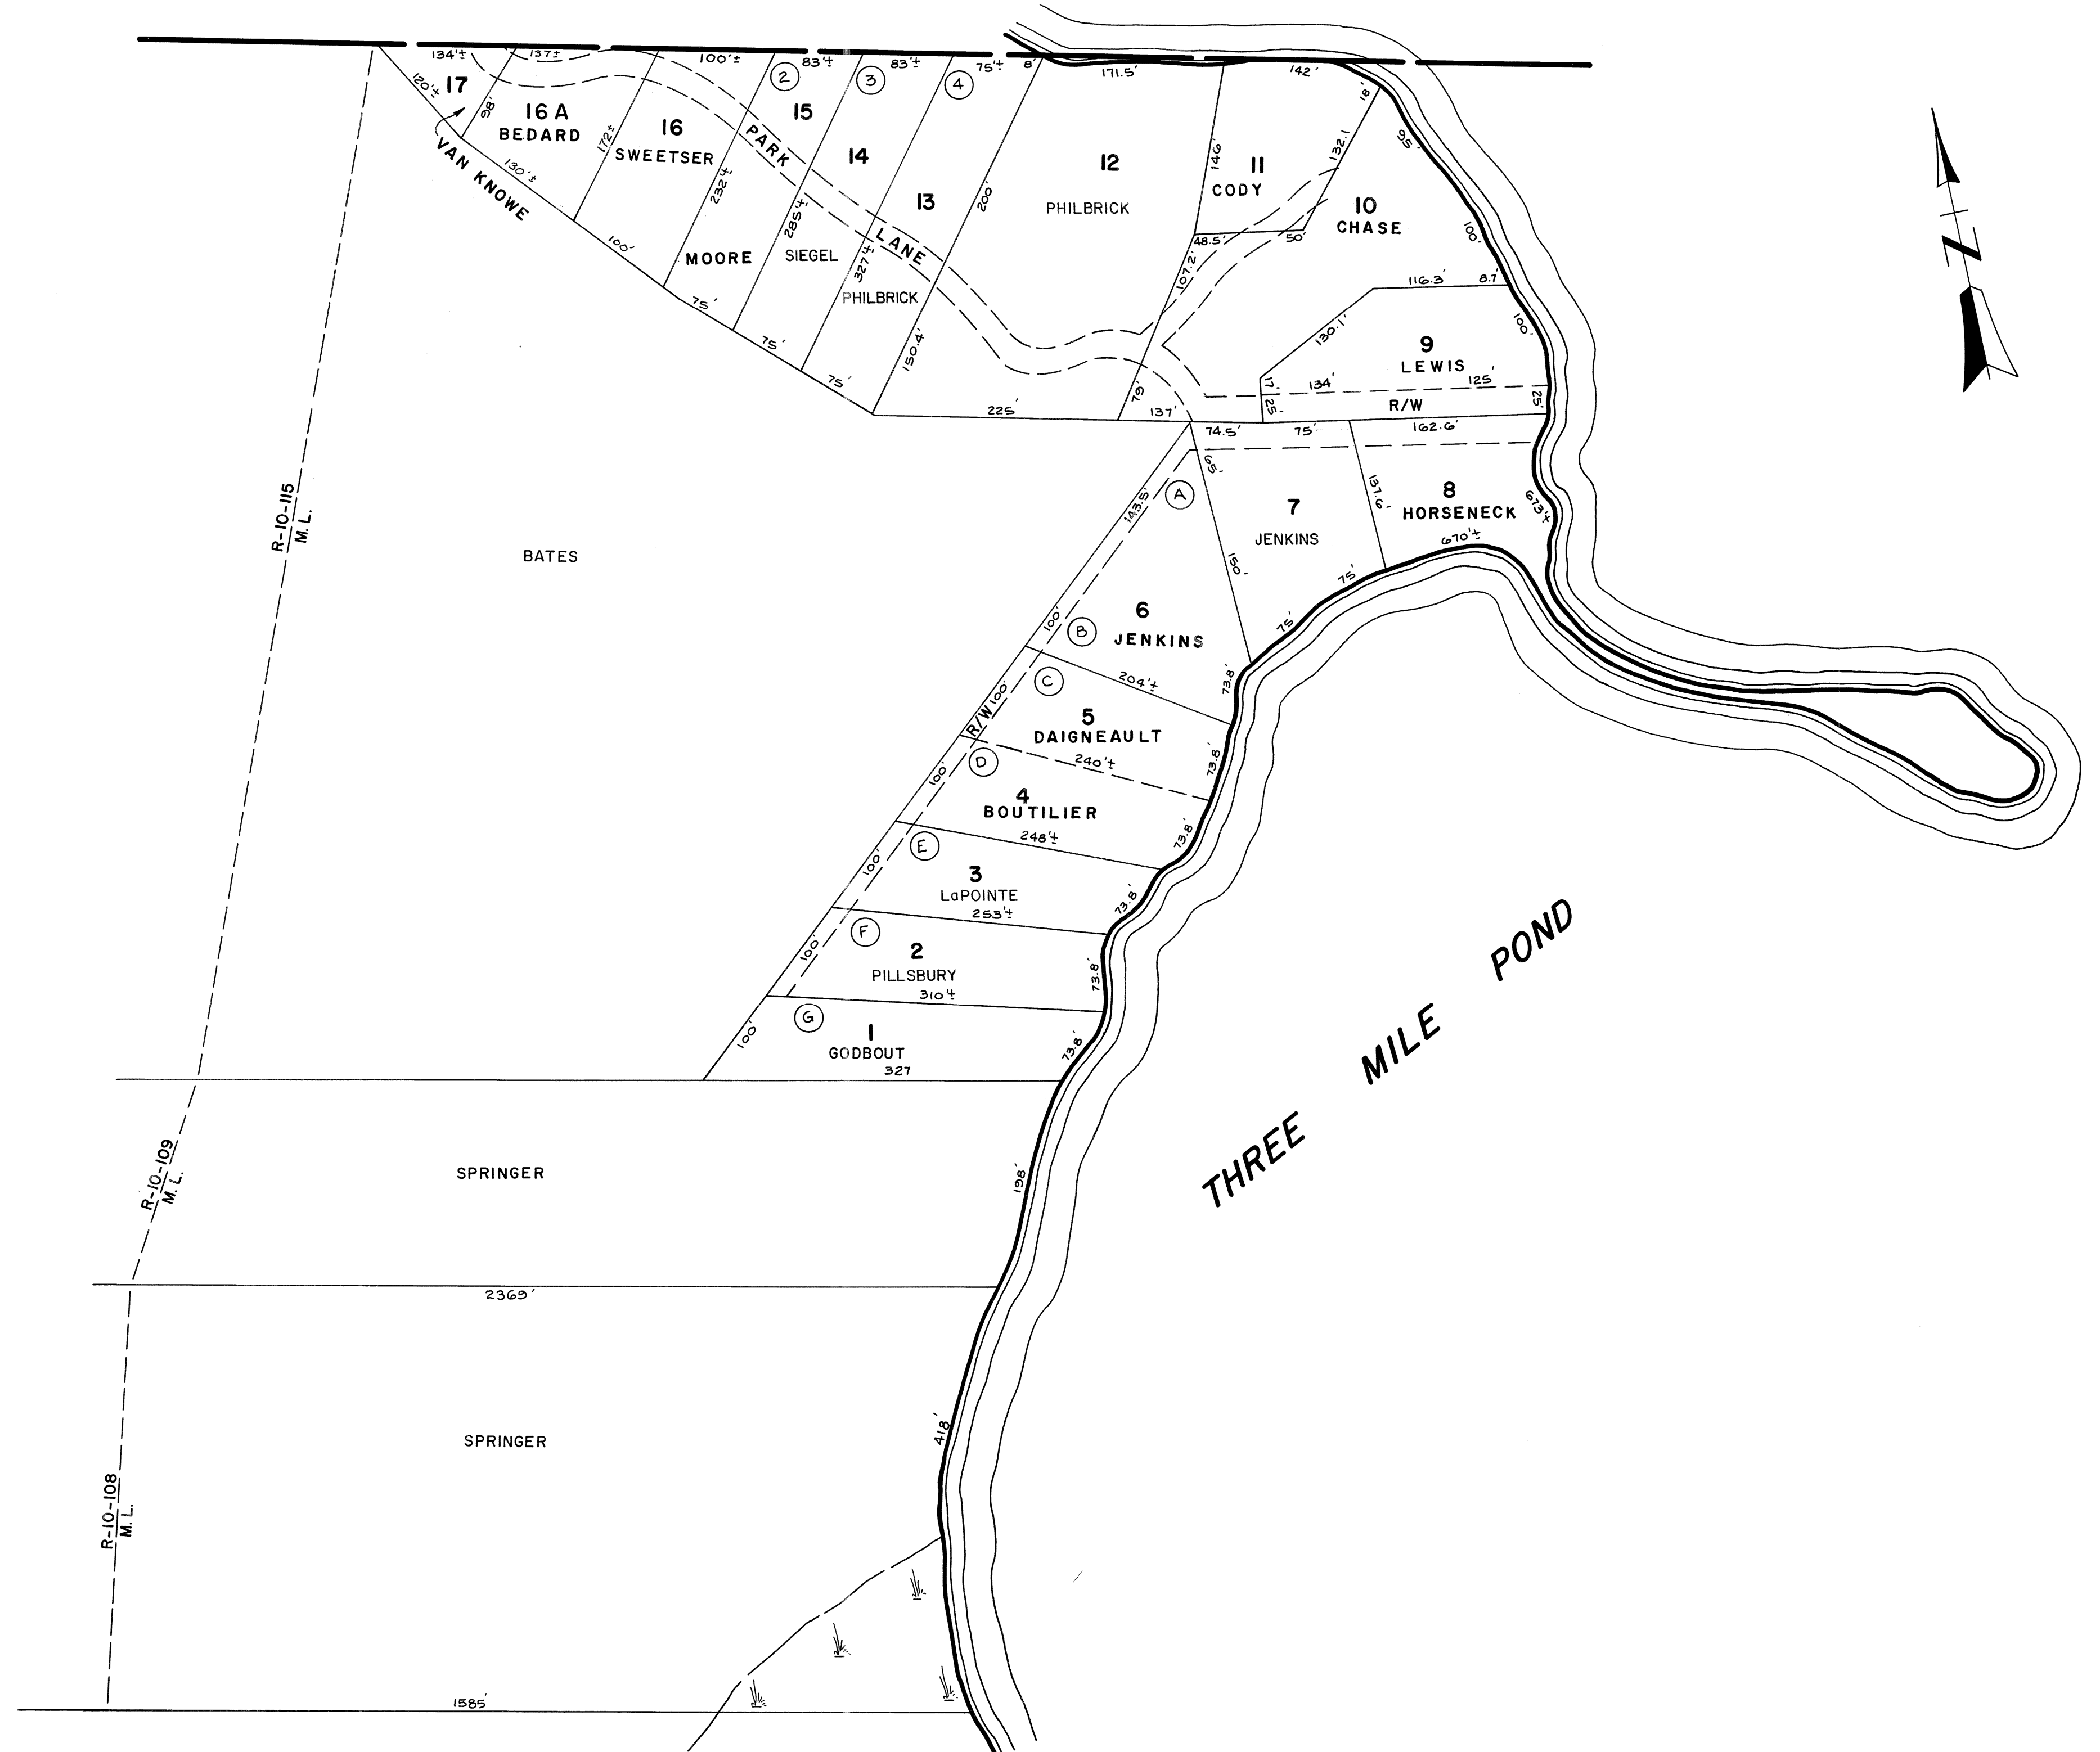 134'±
137±
100'±
2
83'±
3
83'±
4
75'±
8'
171.5'
142'
18'
120'±
17
98'
16 A
BEDARD
172±
16
SWEETSER
15
PARK
14
13
200'
12
PHILBRICK
146'
11
CODY
132.1
95'
10
CHASE
100'
VAN KNOWE
130'±
232'±
285'±
327'±
LANE
100'
MOORE
SIEGEL
PHILBRICK
48.5'
50'
107.2'
116.3'
8.7'
75'
75'
75'
150.4'
130.1'
100'
9
LEWIS
17'
134'
125'
25'
R/W
25'
225'
79'
137'
74.5'
75'
162.6'
65'
A
143.5'
7
JENKINS
137.6'
8
HORSENECK
673'±
670'±
150'
75'
75'
R-10-115
M.L.
BATES
100'
B
6
JENKINS
C
204'±
73.8'
R/W
100'
5
DAIGNEAULT
D
240'±
73.8'
100'
4
BOUTILIER
E
248'±
73.8'
100'
3
LaPOINTE
253'±
73.8'
F
100'
2
PILLSBURY
310'±
73.8'
G
100'
1
GODBOUT
327
73.8'
THREE MILE POND
R-10-109
M.L.
SPRINGER
198'
2369'
SPRINGER
418'
R-10-108
M.L.
1585'
N